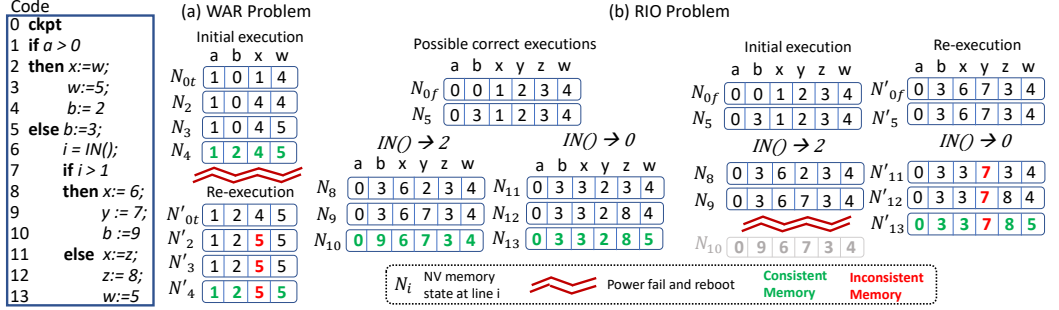 Code
0 ckpt
1 if a > 0
2 then x:=w;
3 w:=5;
4 b:= 2
5 else b:=3;
6 i = IN();
7 if i > 1
8 then x:= 6;
9 y := 7;
10 b :=9
11 else x:=z;
12 z:= 8;
13 w:=5
(a) WAR Problem
Initial execution
a b x w
N0t 1 0 1 4
N2 1 0 4 4
N3 1 0 4 5
N4 1 2 4 5
Re-execution
N'0t 1 2 4 5
N'2 1 2 5 5
N'3 1 2 5 5
N'4 1 2 5 5
(b) RIO Problem
Possible correct executions
a b x y z w
N0f 0 0 1 2 3 4
N5 0 3 1 2 3 4
IN() → 2
a b x y z w
N8 0 3 6 2 3 4
N9 0 3 6 7 3 4
N10 0 9 6 7 3 4
IN() → 0
a b x y z w
N11 0 3 3 2 3 4
N12 0 3 3 2 8 4
N13 0 3 3 2 8 5
Initial execution
a b x y z w
N0f 0 0 1 2 3 4
N5 0 3 1 2 3 4
IN() → 2
N8 0 3 6 2 3 4
N9 0 3 6 7 3 4
N10 0 9 6 7 3 4
Re-execution
a b x y z w
N'0f 0 3 6 7 3 4
N'5 0 3 6 7 3 4
IN() → 0
N'11 0 3 3 7 3 4
N'12 0 3 3 7 8 4
N'13 0 3 3 7 8 5
Ni NV memory state at line i
Power fail and reboot
Consistent Memory
Inconsistent Memory